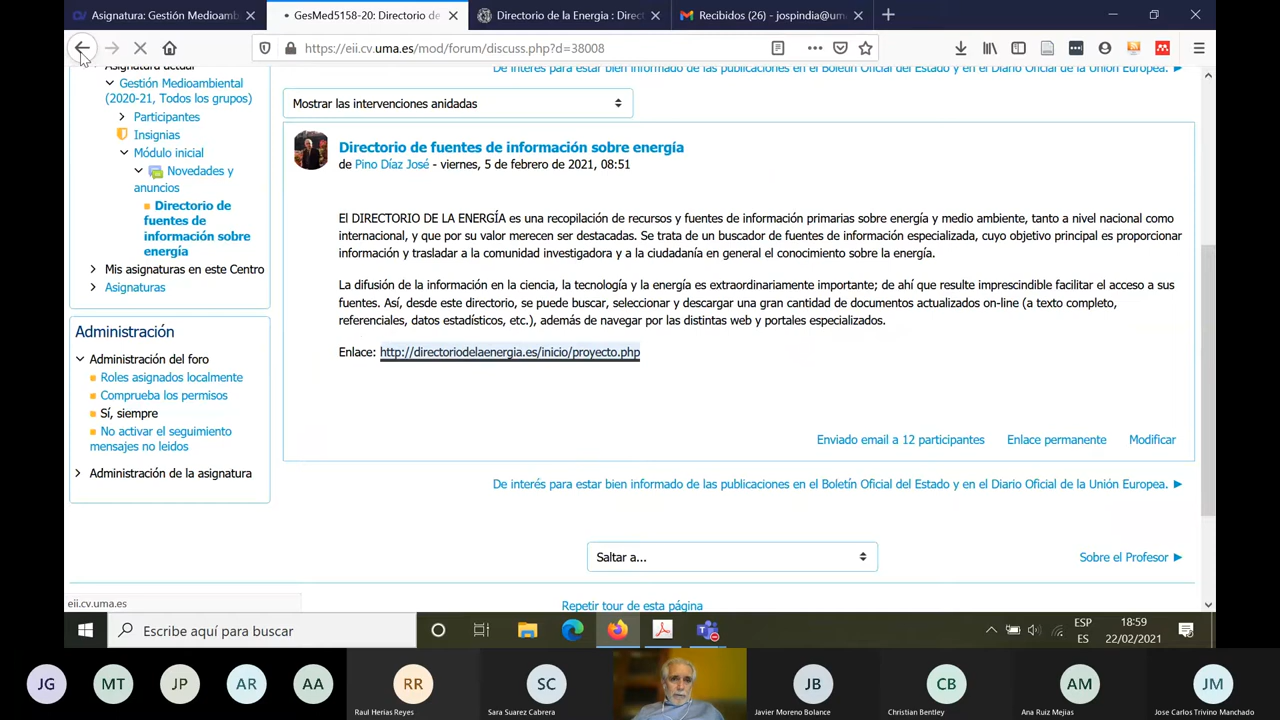 Asignatura: Gestión Medioamb
GesMed5158-20: Directorio de
Directorio de la Energia : Direct
Recibidos (26) - jospindia@uma
https://eii.cv.uma.es/mod/forum/discuss.php?d=38008
Asignatura actual
Gestión Medioambiental
(2020-21, Todos los grupos)
Participantes
Insignias
Módulo inicial
Novedades y
anuncios
Directorio de
fuentes de
información sobre
energía
Mis asignaturas en este Centro
Asignaturas
Administración
Administración del foro
Roles asignados localmente
Comprueba los permisos
Sí, siempre
No activar el seguimiento
mensajes no leidos
Administración de la asignatura
De interés para estar bien informado de las publicaciones en el Boletín Oficial del Estado y en el Diario Oficial de la Unión Europea. ►
Mostrar las intervenciones anidadas
Directorio de fuentes de información sobre energía
de Pino Díaz José - viernes, 5 de febrero de 2021, 08:51
El DIRECTORIO DE LA ENERGÍA es una recopilación de recursos y fuentes de información primarias sobre energía y medio ambiente, tanto a nivel nacional como
internacional, y que por su valor merecen ser destacadas. Se trata de un buscador de fuentes de información especializada, cuyo objetivo principal es proporcionar
información y trasladar a la comunidad investigadora y a la ciudadanía en general el conocimiento sobre la energía.
La difusión de la información en la ciencia, la tecnología y la energía es extraordinariamente importante; de ahí que resulte imprescindible facilitar el acceso a sus
fuentes. Así, desde este directorio, se puede buscar, seleccionar y descargar una gran cantidad de documentos actualizados on-line (a texto completo,
referenciales, datos estadísticos, etc.), además de navegar por las distintas web y portales especializados.
Enlace: http://directoriodelaenergia.es/inicio/proyecto.php
Enviado email a 12 participantes
Enlace permanente
Modificar
De interés para estar bien informado de las publicaciones en el Boletín Oficial del Estado y en el Diario Oficial de la Unión Europea. ►
Saltar a...
Sobre el Profesor ►
Repetir tour de esta página
eii.cv.uma.es
Escribe aquí para buscar
ESP
ES
18:59
22/02/2021
JG
MT
JP
AR
AA
RR
Raul Herias Reyes
SC
Sara Suarez Cabrera
JB
Javier Moreno Bolance
CB
Christian Bentley
AM
Ana Ruiz Mejias
JM
Jose Carlos Trivino Manchado